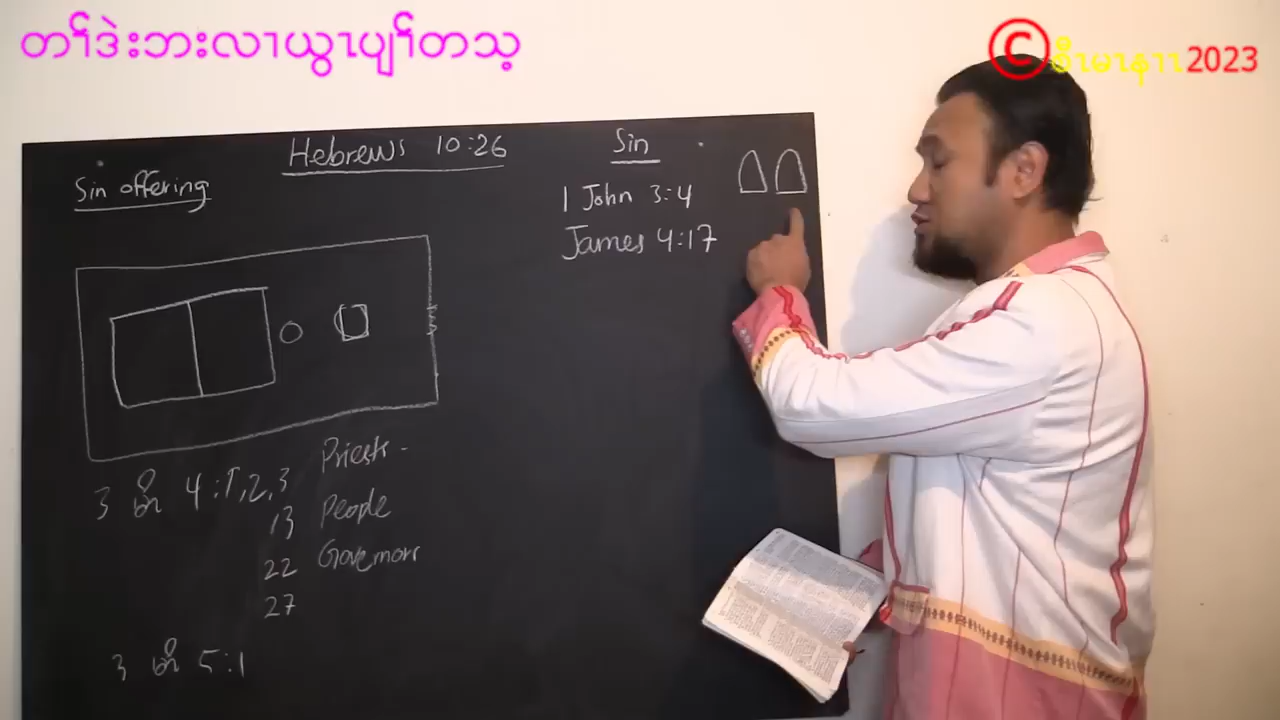 တၢ်ဒဲးဘးလၢယွၤပျၢ်တသ့
© စီၤမၤနၤ 2023
Hebrews 10:26
Sin
Sin offering
1 John 3:4
James 4:17
3 မိၤ 4:1,2,3 Priests
13 People
22 Governors
27
3 မိၤ 5:1